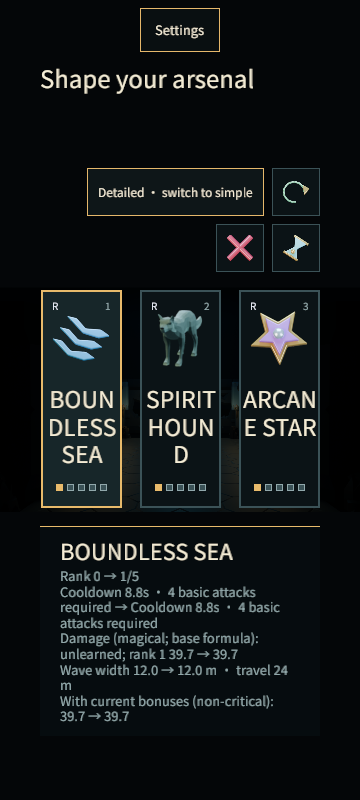 Settings
Shape your arsenal
Detailed • switch to simple
R 1
BOUN
DLESS
SEA
R 2
SPIRIT
HOUN
D
R 3
ARCAN
E STAR
BOUNDLESS SEA
Rank 0 → 1/5
Cooldown 8.8s • 4 basic attacks
required → Cooldown 8.8s • 4 basic
attacks required
Damage (magical; base formula):
unlearned; rank 1 39.7 → 39.7
Wave width 12.0 → 12.0 m • travel 24
m
With current bonuses (non-critical):
39.7 → 39.7